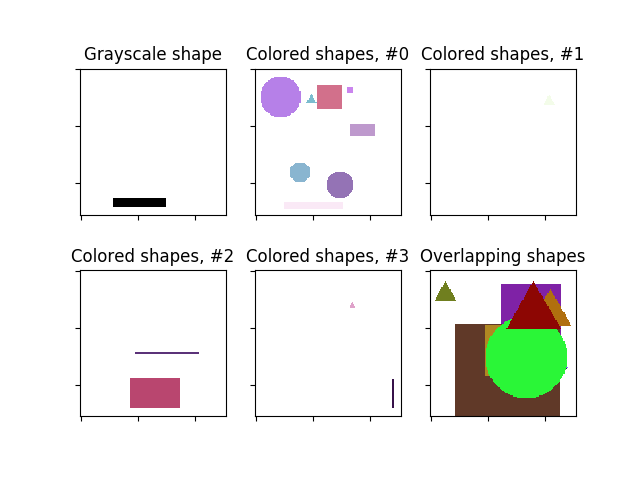 Grayscale shape
Colored shapes, #0
Colored shapes, #1
Colored shapes, #2
Colored shapes, #3
Overlapping shapes